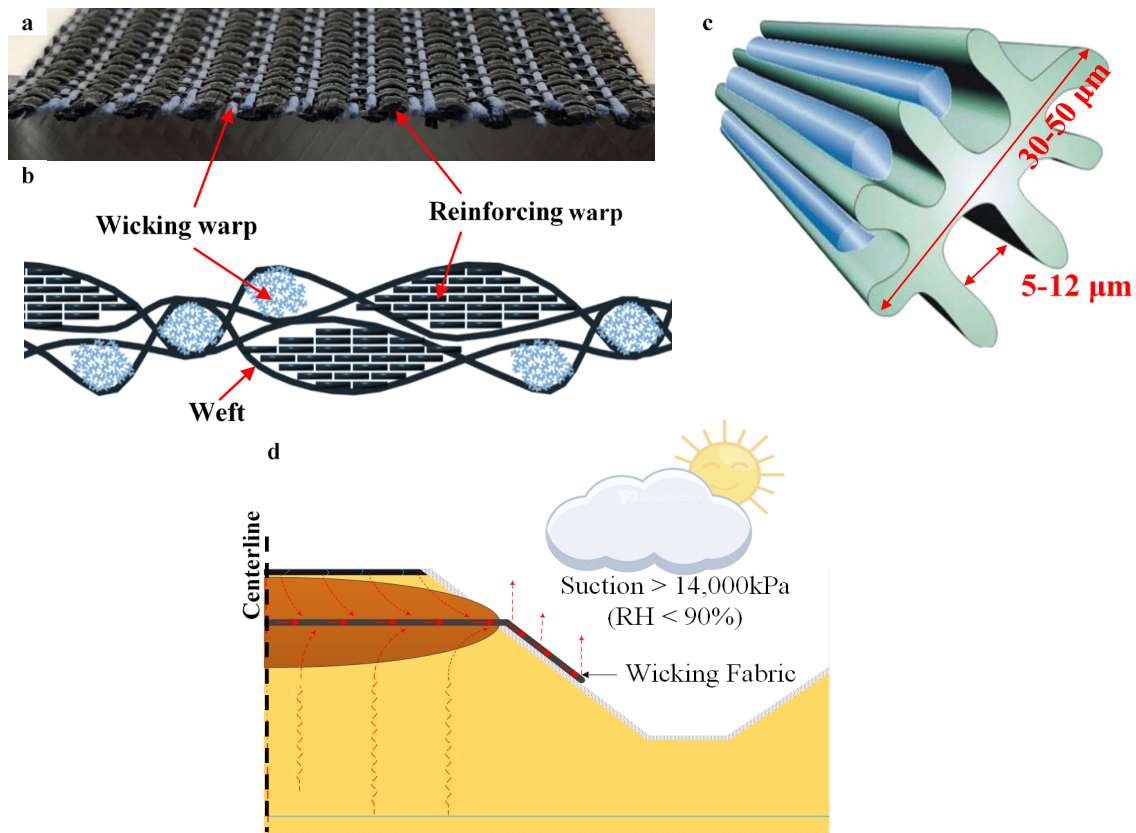 a
c
30-50 μm
b
Wicking warp
Reinforcing warp
5-12 μm
Weft
d
Centerline
Suction > 14,000kPa
(RH < 90%)
Wicking Fabric